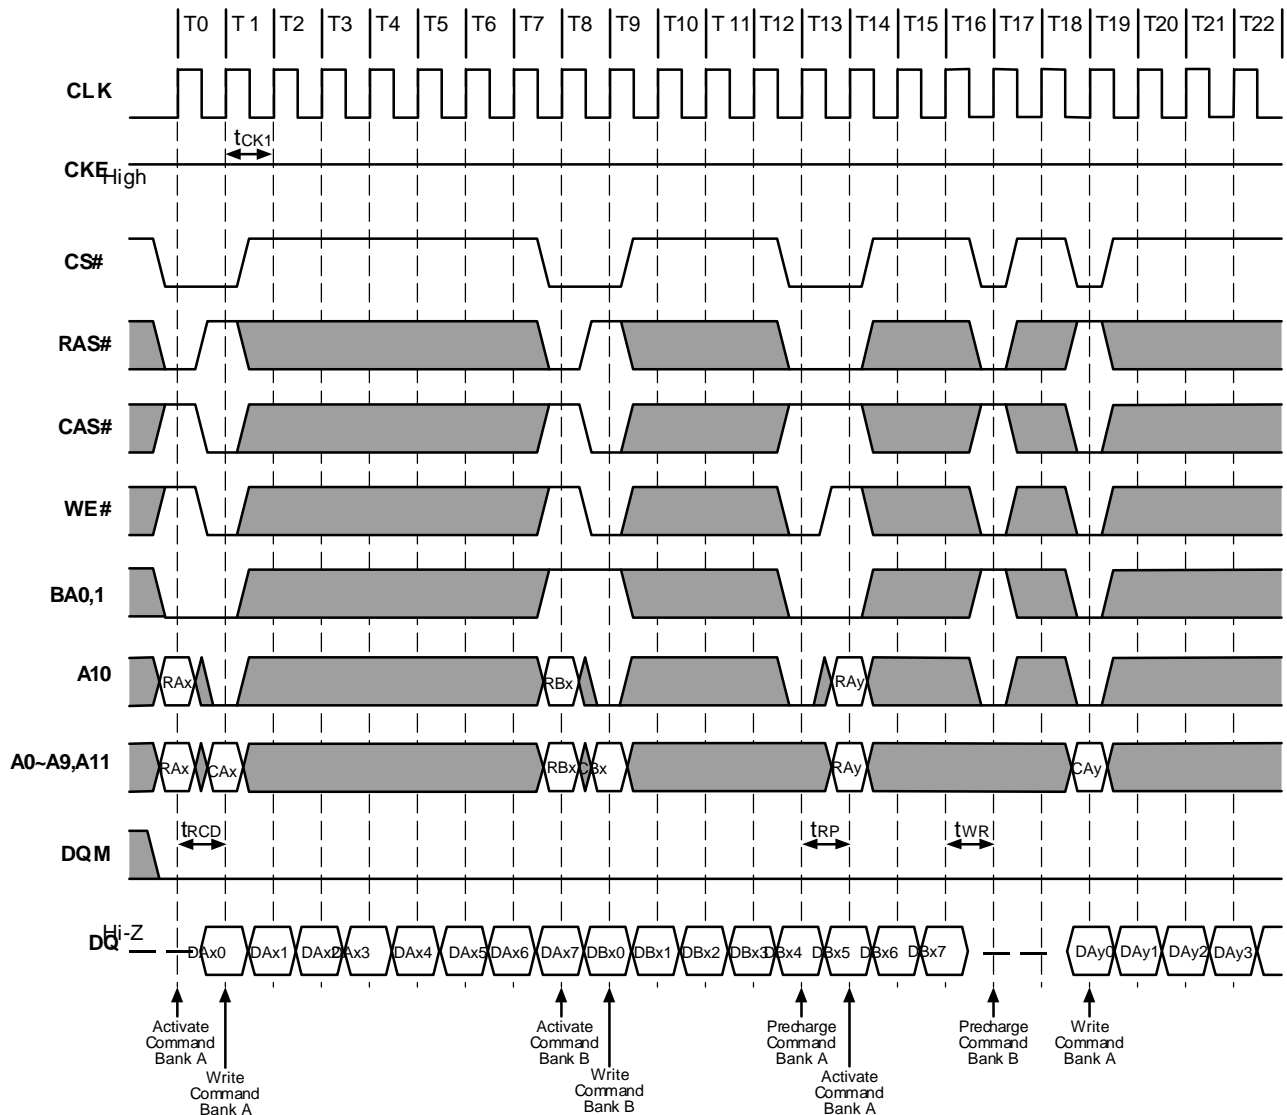 T0 T 1 T2 T3 T4 T5 T6 T7 T8 T9 T10 T 11 T12 T13 T14 T15 T16 T17 T18 T19 T20 T21 T22
CLK
tCK1
CKE High
CS#
RAS#
CAS#
WE#
BA0,1
A10
RAx RBx RAy
A0~A9,A11
RAx CAx RBx CBx RAy CAy
tRCD tRP tWR
DQM
DQ Hi-Z
DAx0 DAx1 DAx2 DAx3 DAx4 DAx5 DAx6 DAx7 DBx0 DBx1 DBx2 DBx3 DBx4 DBx5 DBx6 DBx7 DAy0 DAy1 DAy2 DAy3
Activate
Command
Bank A
Write
Command
Bank A
Activate
Command
Bank B
Write
Command
Bank B
Precharge
Command
Bank A
Activate
Command
Bank A
Precharge
Command
Bank B
Write
Command
Bank A